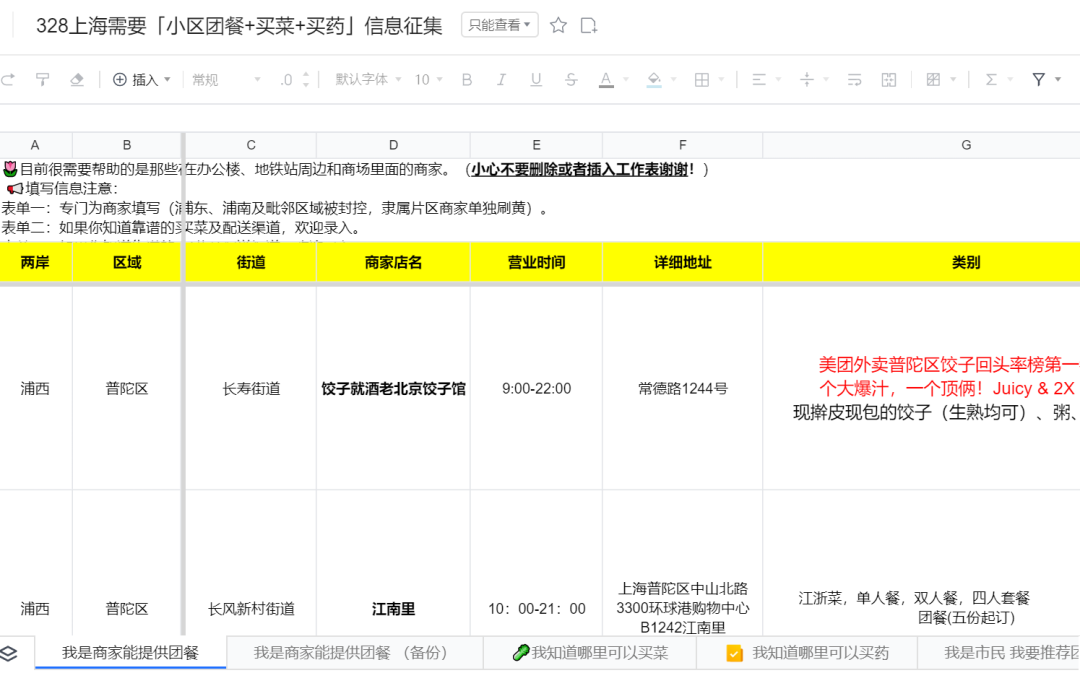 328上海需要「小区团餐+买菜+买药」信息征集 只能查看
插入 常规 .0 默认字体 10 B I U S A
A B C D E F G
目前很需要帮助的是那些在办公楼、地铁站周边和商场里面的商家。（小心不要删除或者插入工作表谢谢！）
填写信息注意：
表单一：专门为商家填写（浦东、浦南及毗邻区域被封控，隶属片区商家单独刷黄）。
表单二：如果你知道靠谱的买菜及配送渠道，欢迎录入。
两岸 区域 街道 商家店名 营业时间 详细地址 类别
浦西 普陀区 长寿街道 饺子就酒老北京饺子馆 9:00-22:00 常德路1244号
美团外卖普陀区饺子回头率榜第一
个大爆汁，一个顶俩！Juicy & 2X
现擀皮现包的饺子（生熟均可）、粥、
浦西 普陀区 长风新村街道 江南里 10：00-21：00
上海普陀区中山北路
3300环球港购物中心
B1242江南里
江浙菜，单人餐，双人餐，四人套餐
团餐(五份起订)
我是商家能提供团餐 我是商家能提供团餐 （备份） 我知道哪里可以买菜 我知道哪里可以买药 我是市民 我要推荐团